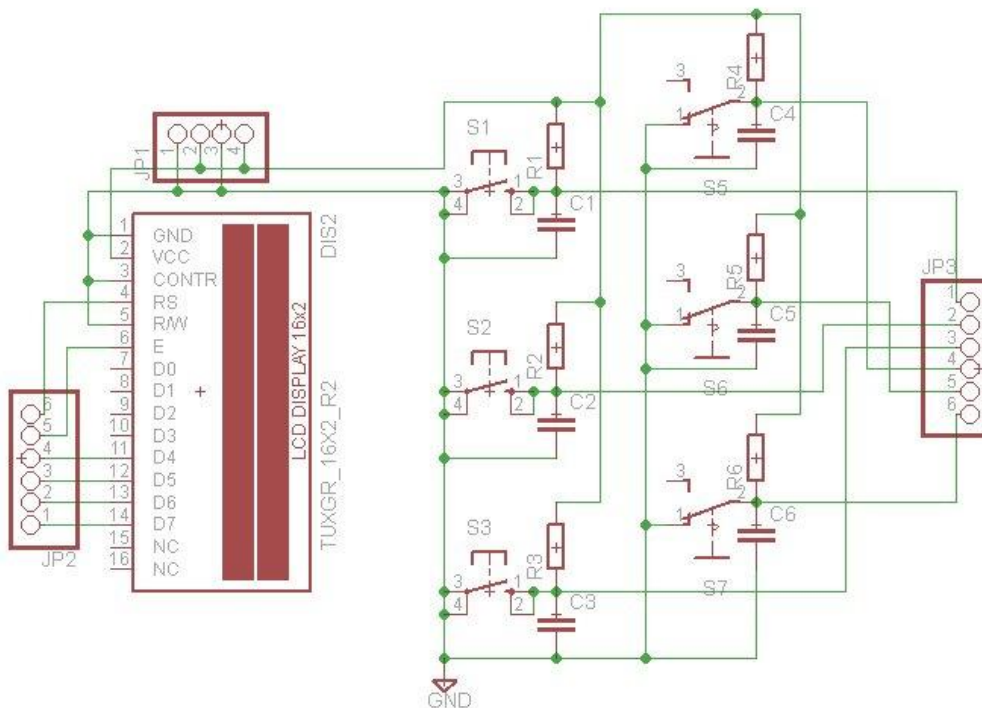 JP1
1
2
3
4
DIS2
1 GND
2 VCC
3 CONTR
4 RS
5 R/W
6 E
7 D0
8 D1
9 D2
10 D3
11 D4
12 D5
13 D6
14 D7
15 NC
16 NC
LCD DISPLAY 16x2
TUXGR_16X2_R2
6
5
4
3
2
1
JP2
S1
3 1
4 2
R1
C1
S2
3 1
4 2
R2
C2
S3
3 1
4 2
R3
C3
GND
3
2
1
R4
C4
S5
3
2
1
R5
C5
S6
3
2
1
R6
C6
S7
JP3
1
2
3
4
5
6